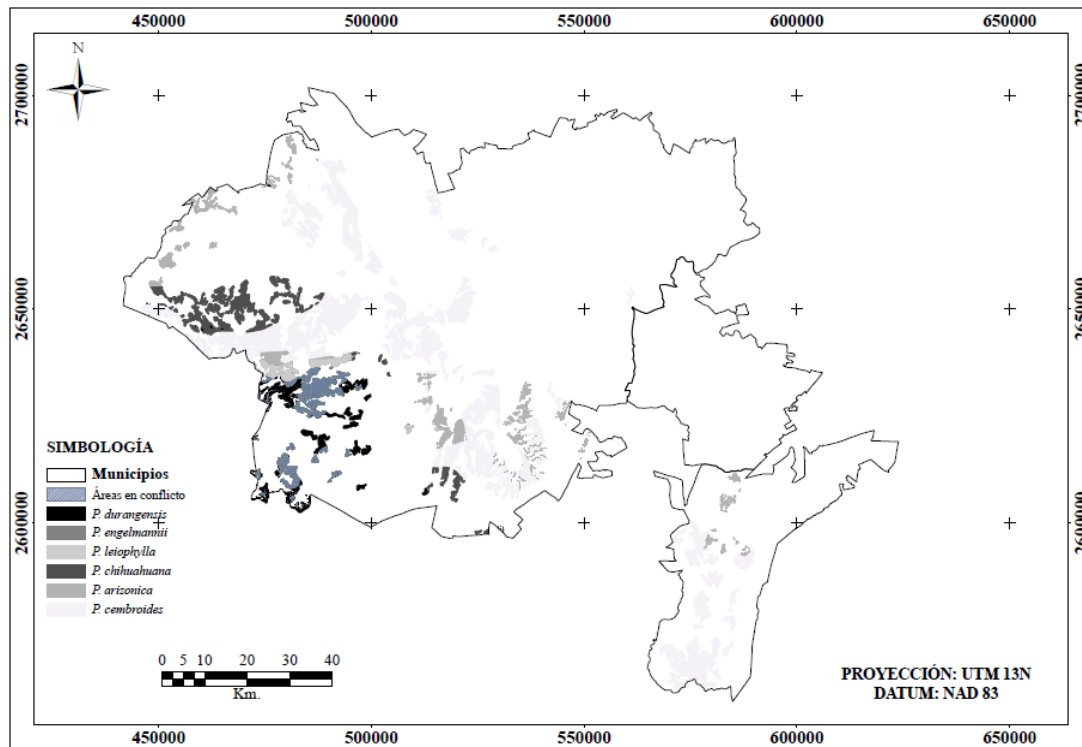 450000 500000 550000 600000 650000
N
2700000 2700000
2650000 2650000
2600000 2600000
SIMBOLOGÍA
Municipios
Áreas en conflicto
P. durangensis
P. engelmannii
P. leiophylla
P. chihuahuana
P. arizonica
P. cembroides
0 5 10 20 30 40
Km.
PROYECCIÓN: UTM 13N
DATUM: NAD 83
450000 500000 550000 600000 650000